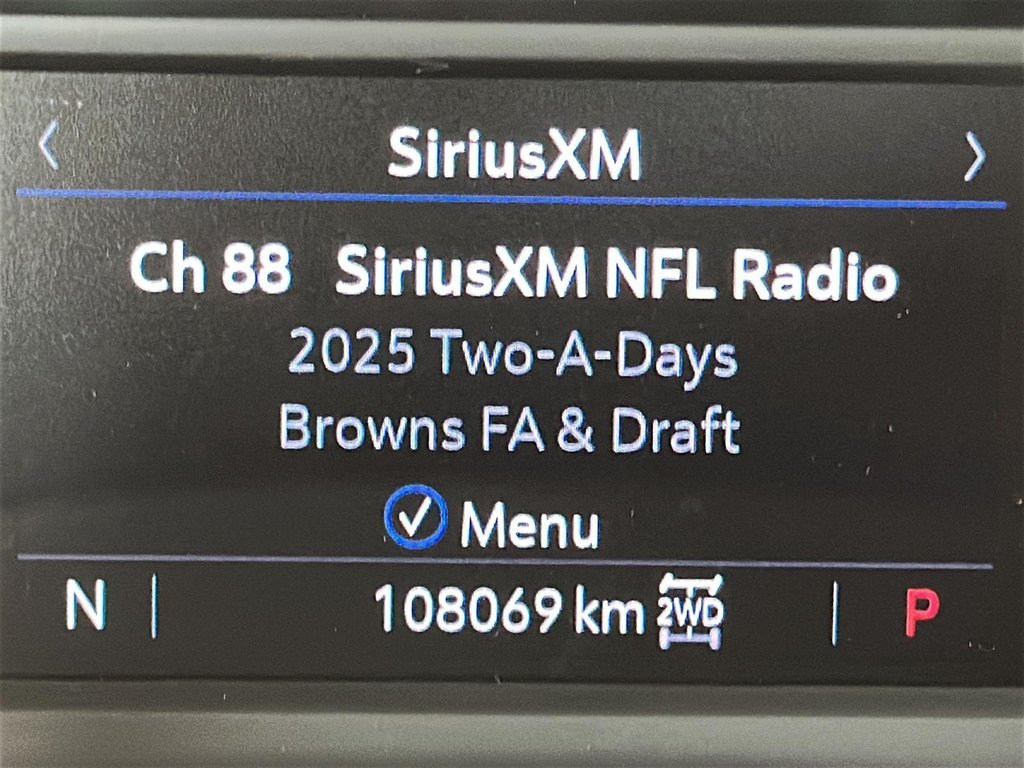 SiriusXM
Ch 88 SiriusXM NFL Radio
2025 Two-A-Days
Browns FA & Draft
Menu
N 108069 km 2WD P